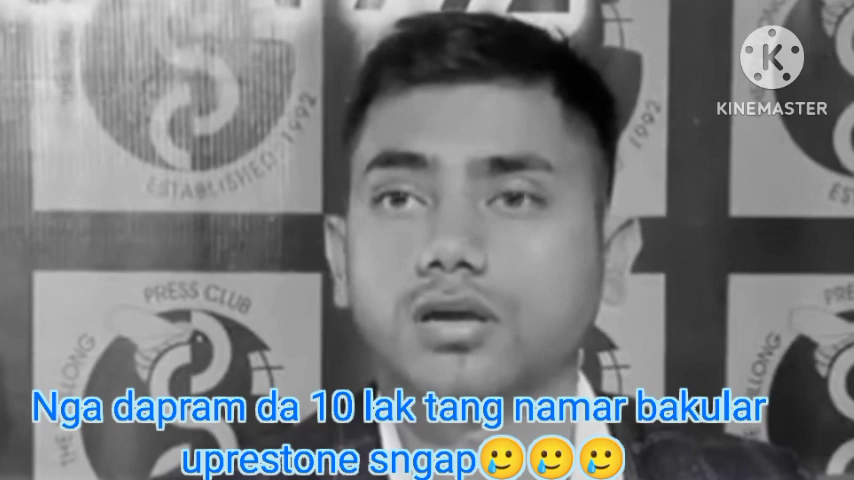 KINEMASTER
ESTABLISHED 1992
PRESS CLUB
Nga dapram da 10 lak tang namar bakular
uprestone sngap🥲🥲🥲